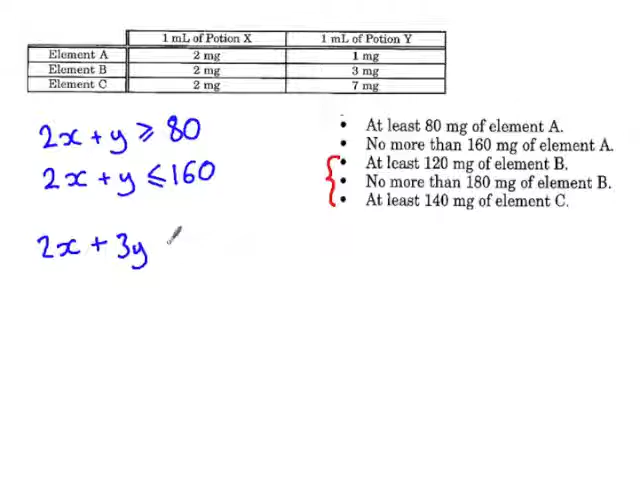 1 mL of Potion X 1 mL of Potion Y
Element A 2 mg 1 mg
Element B 2 mg 3 mg
Element C 2 mg 7 mg
2x + y ≥ 80
2x + y ≤ 160
2x + 3y
• At least 80 mg of element A.
• No more than 160 mg of element A.
• At least 120 mg of element B.
• No more than 180 mg of element B.
• At least 140 mg of element C.